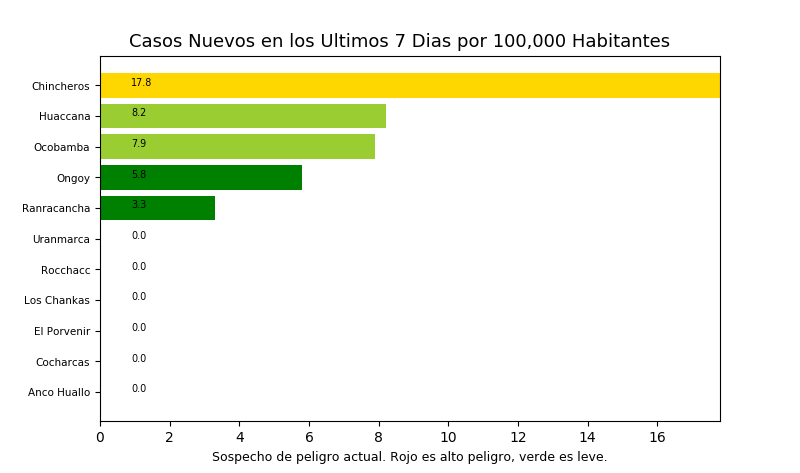 Casos Nuevos en los Ultimos 7 Dias por 100,000 Habitantes
Chincheros 17.8
Huaccana 8.2
Ocobamba 7.9
Ongoy 5.8
Ranracancha 3.3
Uranmarca 0.0
Rocchacc 0.0
Los Chankas 0.0
El Porvenir 0.0
Cocharcas 0.0
Anco Huallo 0.0
0 2 4 6 8 10 12 14 16
Sospecho de peligro actual. Rojo es alto peligro, verde es leve.